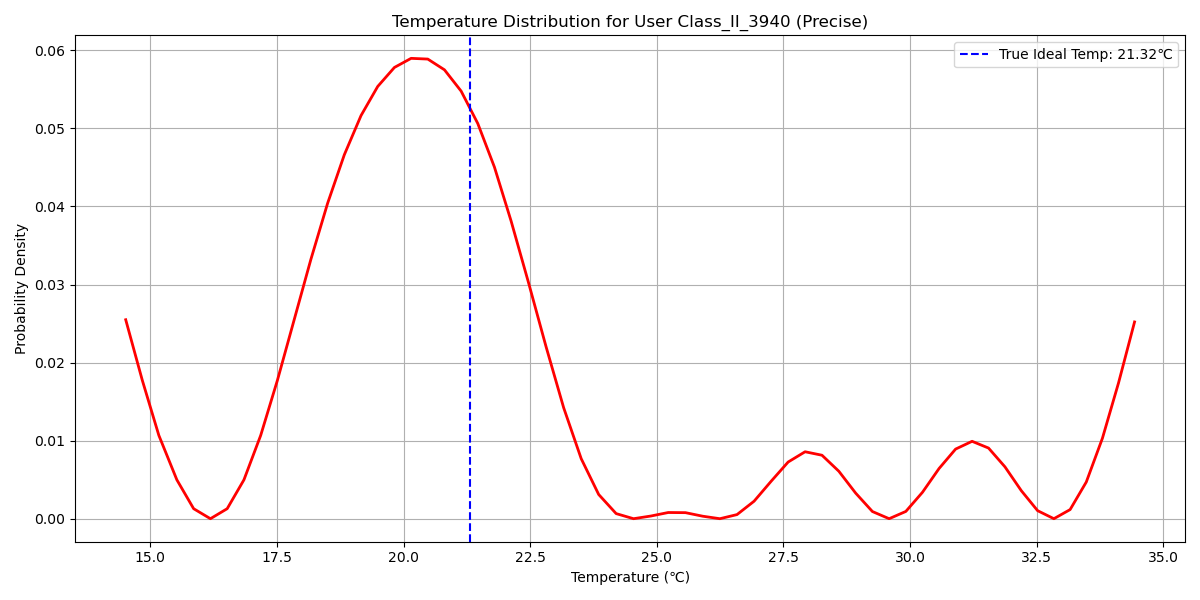 Temperature Distribution for User Class_II_3940 (Precise)
True Ideal Temp: 21.32℃
Probability Density
0.06
0.05
0.04
0.03
0.02
0.01
0.00
15.0 17.5 20.0 22.5 25.0 27.5 30.0 32.5 35.0
Temperature (℃)